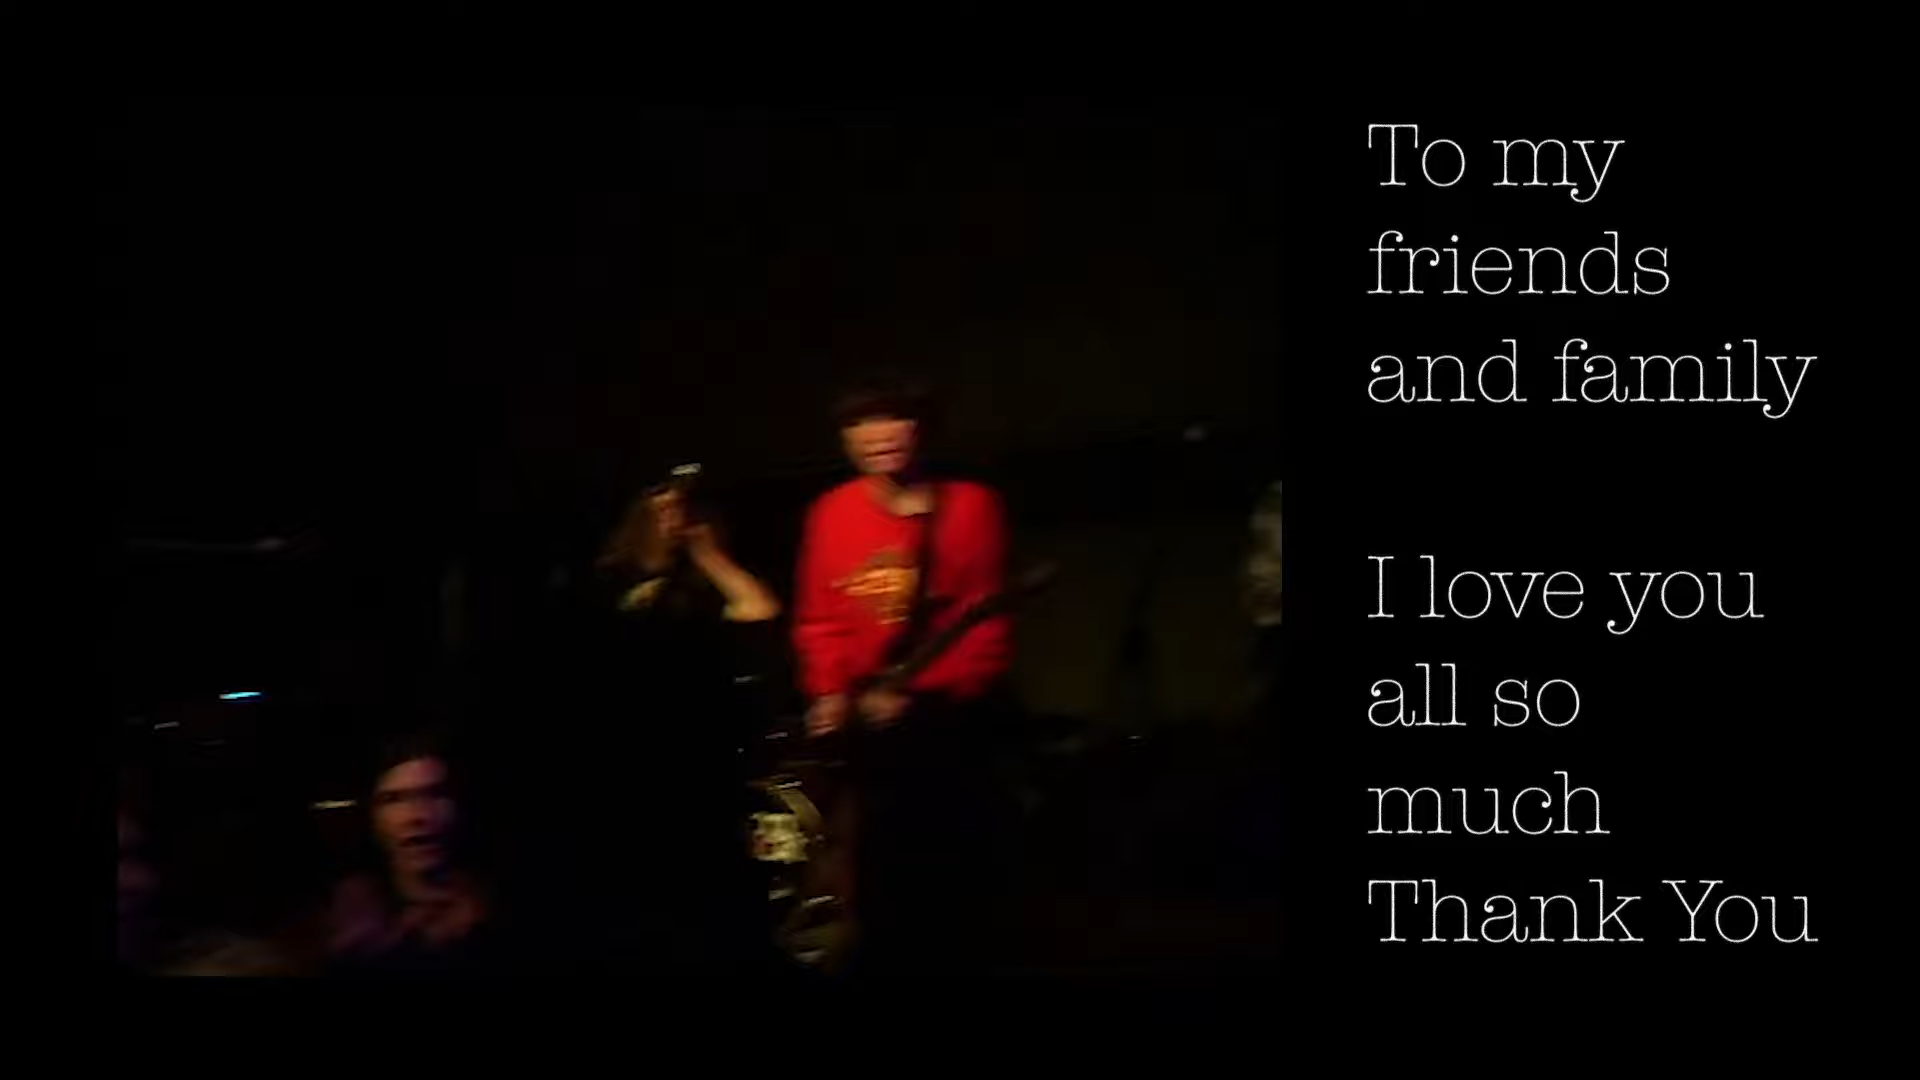 To my
friends
and family
I love you
all so
much
Thank You